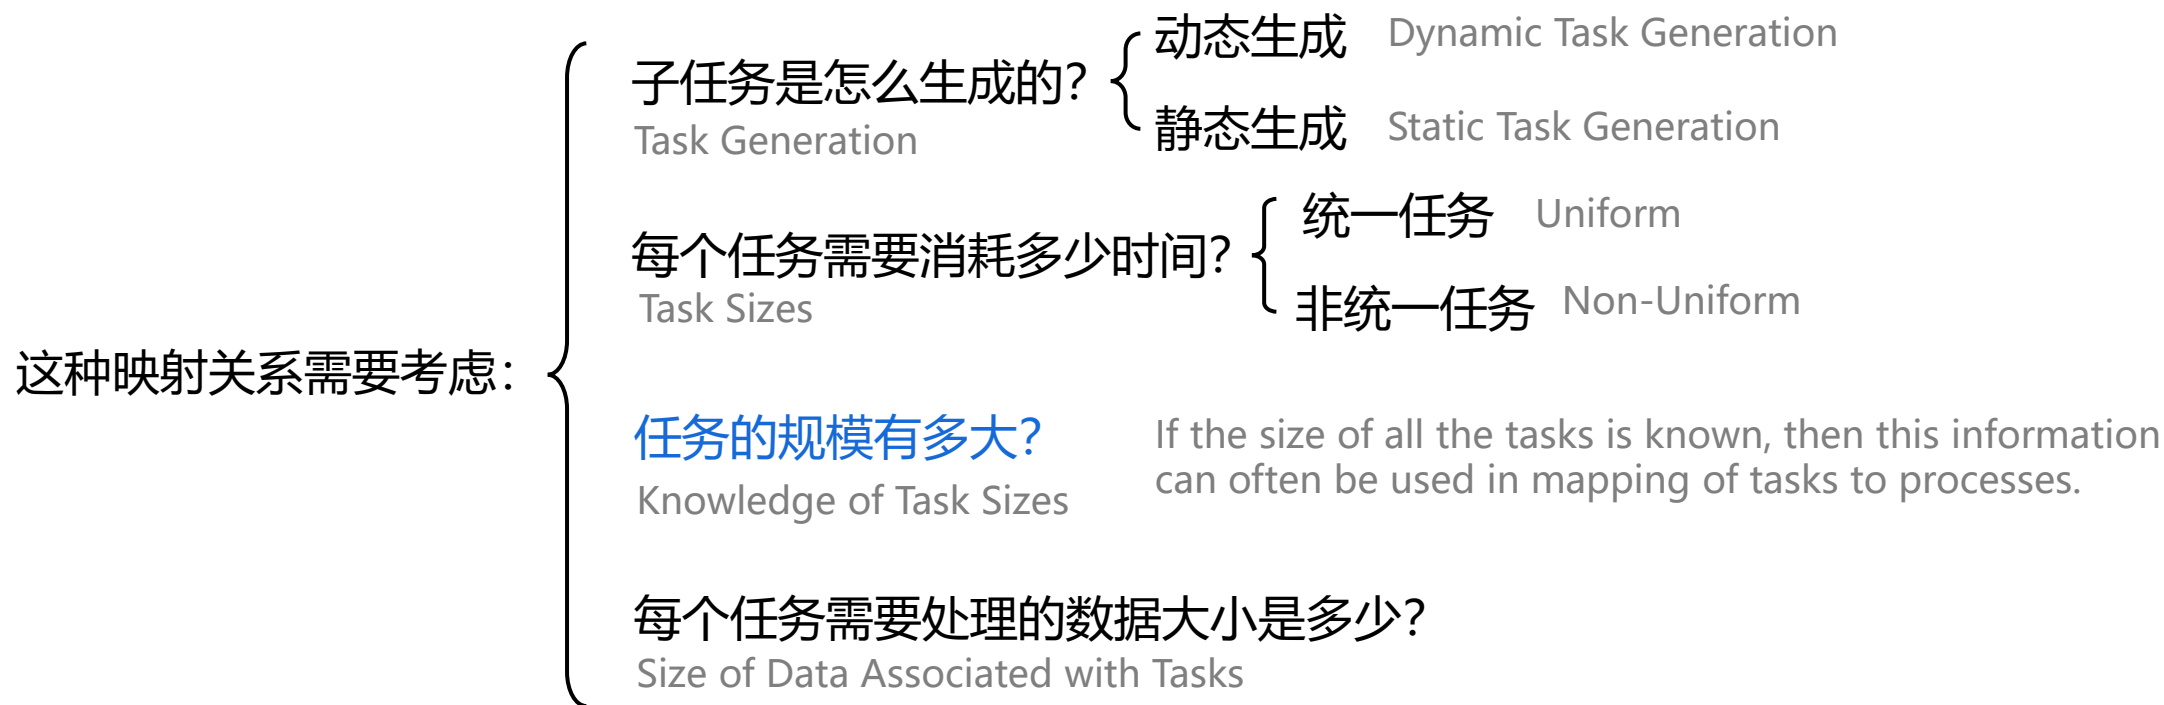 这种映射关系需要考虑：
子任务是怎么生成的？
Task Generation
动态生成 Dynamic Task Generation
静态生成 Static Task Generation
每个任务需要消耗多少时间？
Task Sizes
统一任务 Uniform
非统一任务 Non-Uniform
任务的规模有多大？
Knowledge of Task Sizes
If the size of all the tasks is known, then this information
can often be used in mapping of tasks to processes.
每个任务需要处理的数据大小是多少？
Size of Data Associated with Tasks